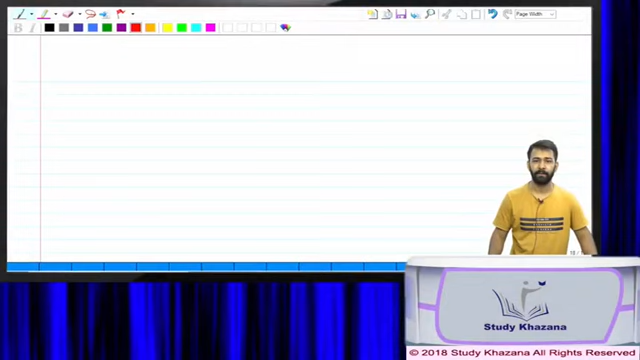 B I
Page Width
Study Khazana
© 2018 Study Khazana All Rights Reserved